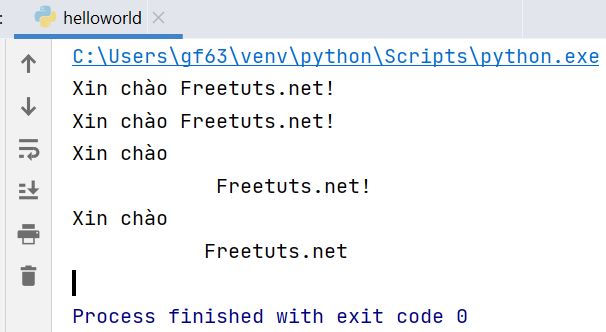 : helloworld
C:\Users\gf63\venv\python\Scripts\python.exe
Xin chào Freetuts.net!
Xin chào Freetuts.net!
Xin chào
            Freetuts.net!
Xin chào
           Freetuts.net
Process finished with exit code 0